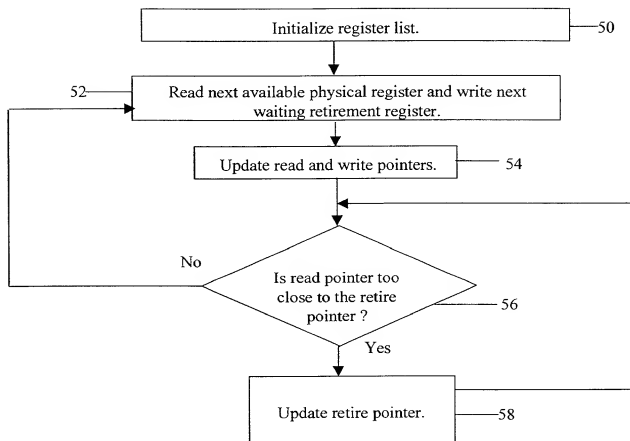 Initialize register list.
50
52
Read next available physical register and write next
waiting retirement register.
Update read and write pointers.
54
No
Is read pointer too
close to the retire
pointer ?
56
Yes
Update retire pointer.
58